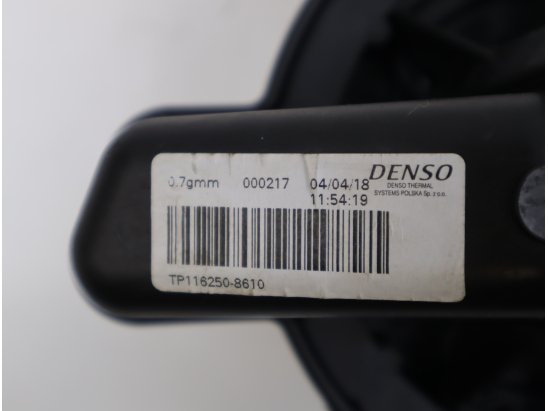 0.7gmm 000217 04/04/18 DENSO
DENSO THERMAL
11:54:19 SYSTEMS POLSKA Sp. z o.o.
TP116250-8610